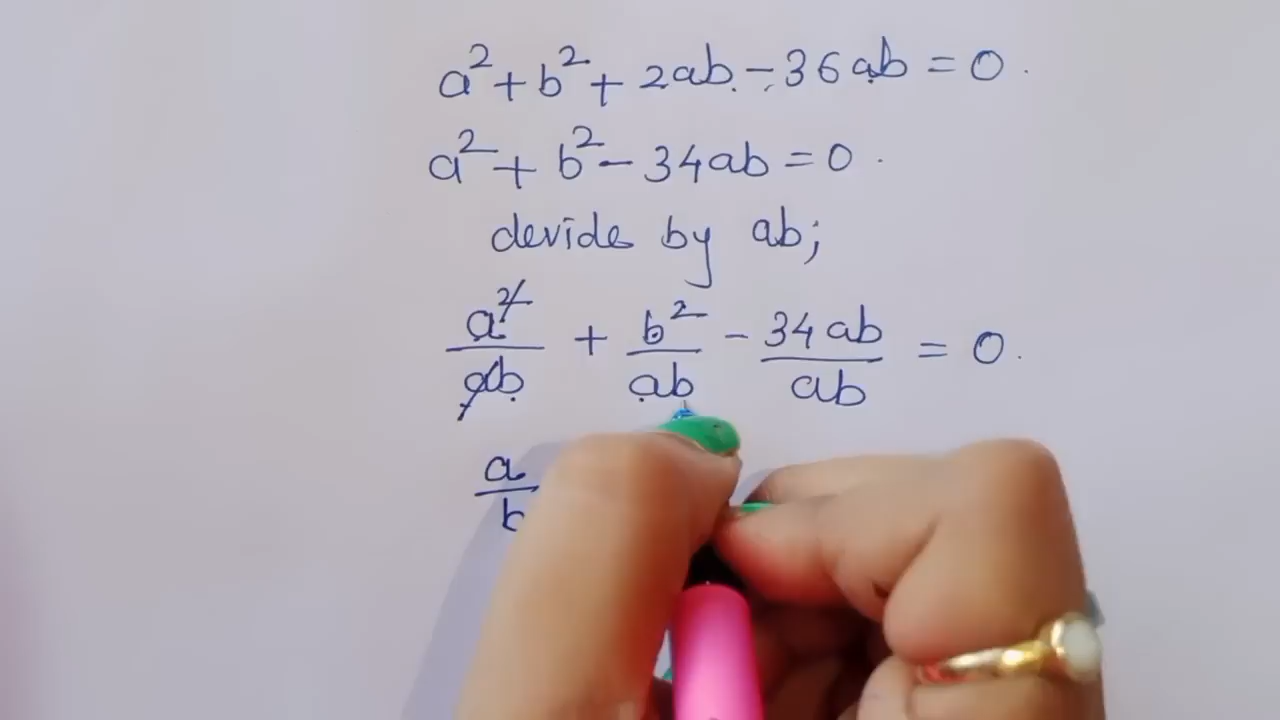 a² + b² + 2ab - 36ab = 0.
a² + b² - 34ab = 0.
devide by ab;
a²/ab + b²/ab - 34ab/ab = 0.
a/b